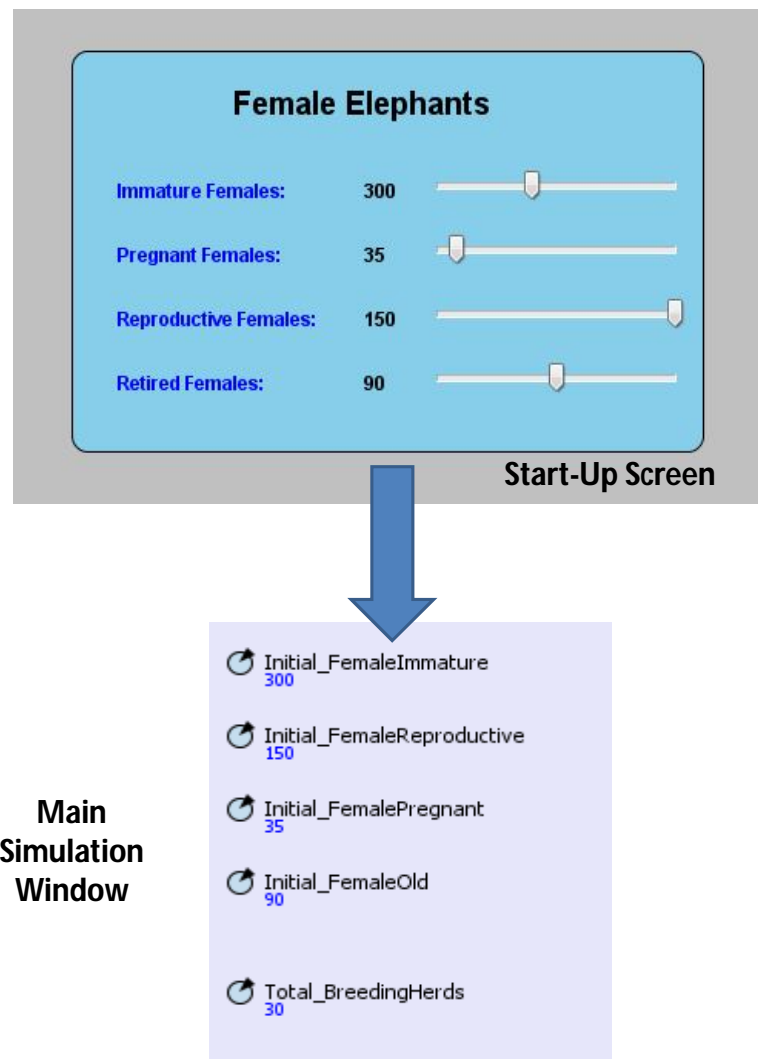 Female Elephants
Immature Females: 300
Pregnant Females: 35
Reproductive Females: 150
Retired Females: 90
Start-Up Screen
Initial_FemaleImmature
300
Initial_FemaleReproductive
150
Initial_FemalePregnant
35
Initial_FemaleOld
90
Total_BreedingHerds
30
Main
Simulation
Window